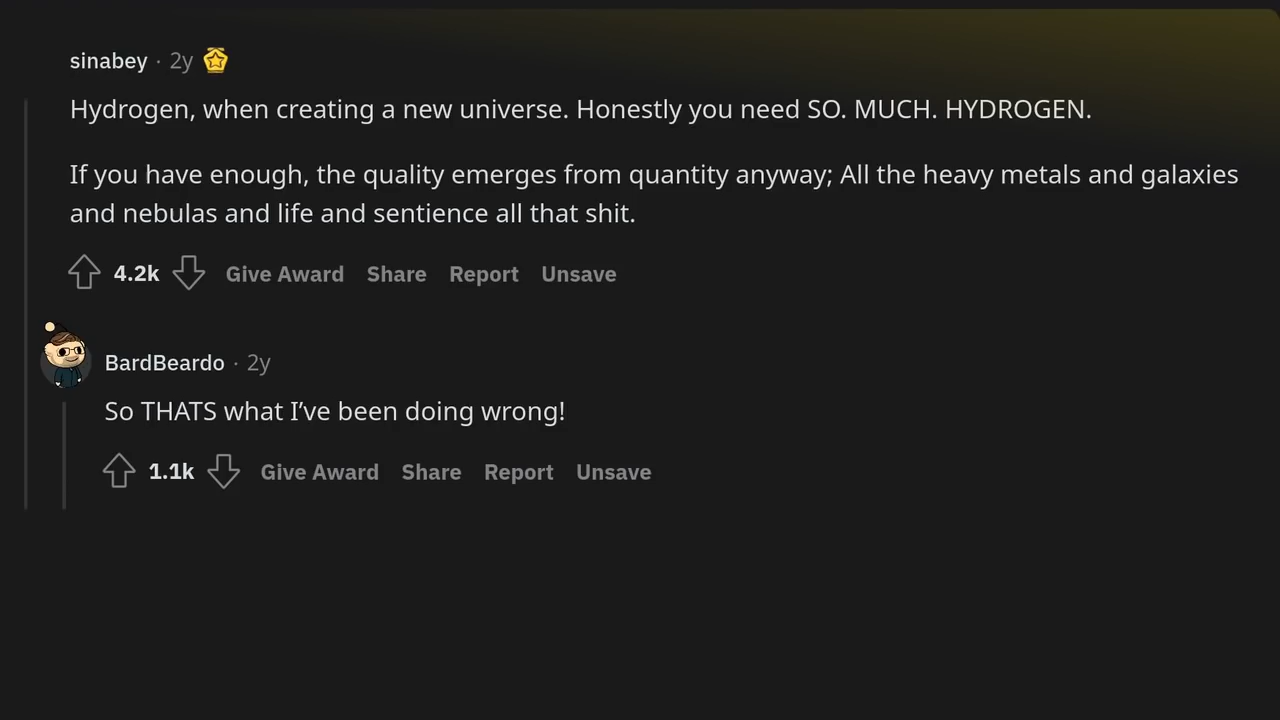 sinabey · 2y
Hydrogen, when creating a new universe. Honestly you need SO. MUCH. HYDROGEN.
If you have enough, the quality emerges from quantity anyway; All the heavy metals and galaxies
and nebulas and life and sentience all that shit.
4.2k Give Award Share Report Unsave
BardBeardo · 2y
So THATS what I’ve been doing wrong!
1.1k Give Award Share Report Unsave